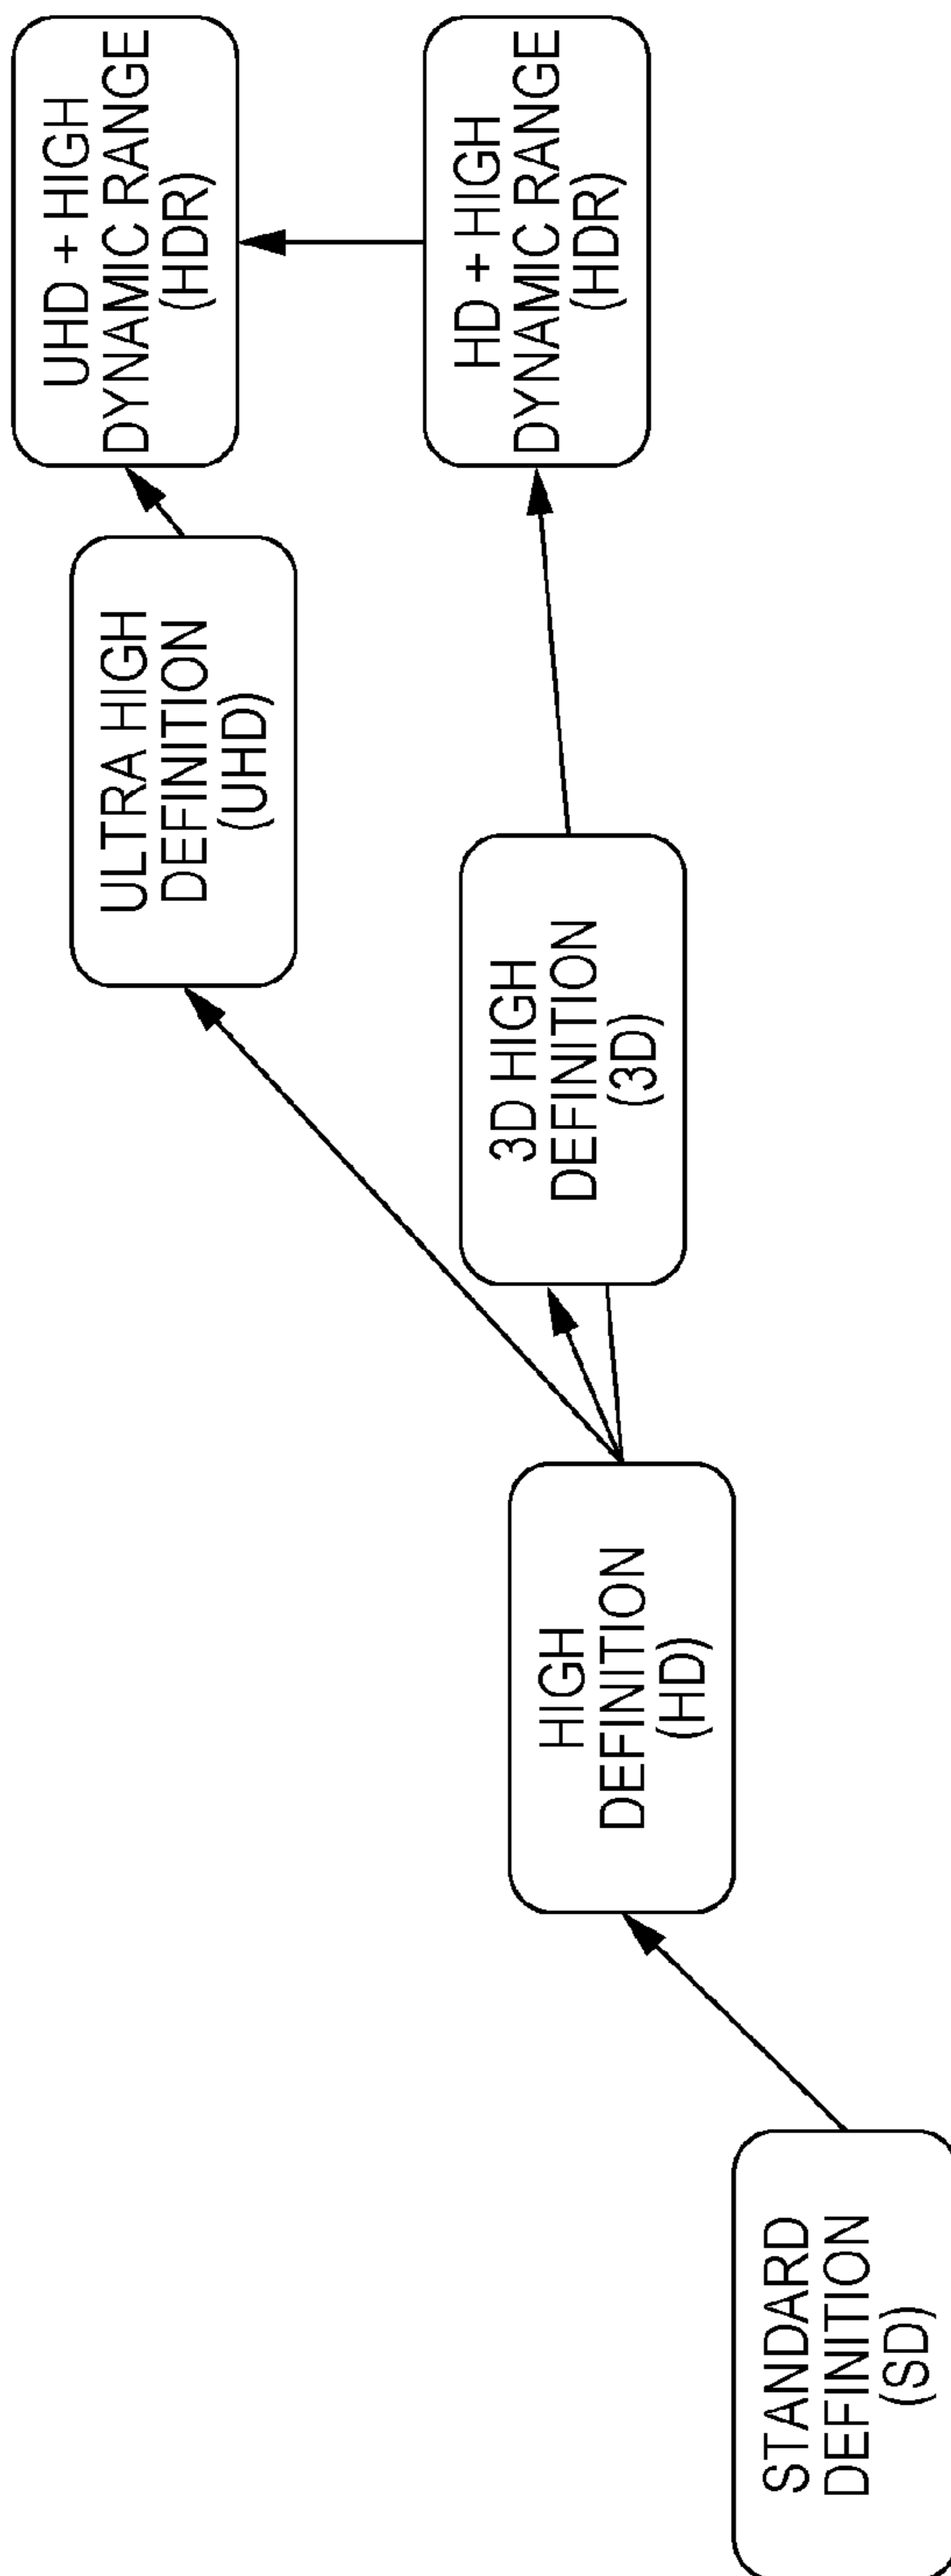 STANDARD
DEFINITION
(SD)
HIGH
DEFINITION
(HD)
3D HIGH
DEFINITION
(3D)
ULTRA HIGH
DEFINITION
(UHD)
UHD + HIGH
DYNAMIC RANGE
(HDR)
HD + HIGH
DYNAMIC RANGE
(HDR)